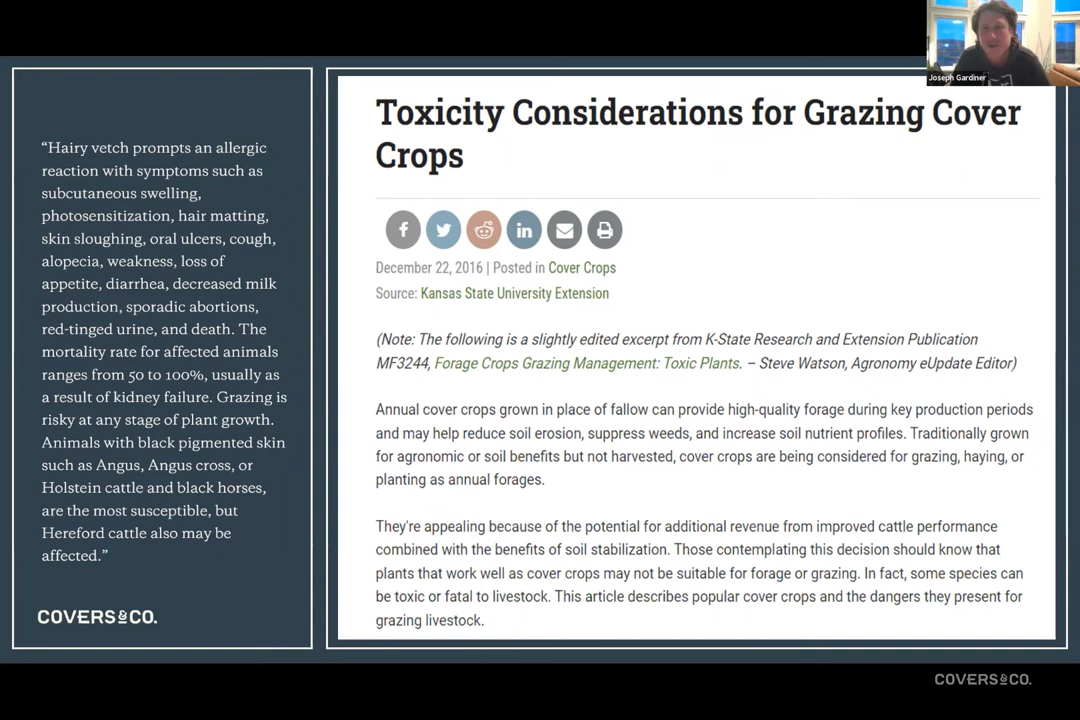 Joseph Gardiner
“Hairy vetch prompts an allergic
reaction with symptoms such as
subcutaneous swelling,
photosensitization, hair matting,
skin sloughing, oral ulcers, cough,
alopecia, weakness, loss of
appetite, diarrhea, decreased milk
production, sporadic abortions,
red-tinged urine, and death. The
mortality rate for affected animals
ranges from 50 to 100%, usually as
a result of kidney failure. Grazing is
risky at any stage of plant growth.
Animals with black pigmented skin
such as Angus, Angus cross, or
Holstein cattle and black horses,
are the most susceptible, but
Hereford cattle also may be
affected.”
COVERS&CO.
Toxicity Considerations for Grazing Cover
Crops
December 22, 2016 | Posted in Cover Crops
Source: Kansas State University Extension
(Note: The following is a slightly edited excerpt from K-State Research and Extension Publication
MF3244, Forage Crops Grazing Management: Toxic Plants. – Steve Watson, Agronomy eUpdate Editor)
Annual cover crops grown in place of fallow can provide high-quality forage during key production periods
and may help reduce soil erosion, suppress weeds, and increase soil nutrient profiles. Traditionally grown
for agronomic or soil benefits but not harvested, cover crops are being considered for grazing, haying, or
planting as annual forages.
They're appealing because of the potential for additional revenue from improved cattle performance
combined with the benefits of soil stabilization. Those contemplating this decision should know that
plants that work well as cover crops may not be suitable for forage or grazing. In fact, some species can
be toxic or fatal to livestock. This article describes popular cover crops and the dangers they present for
grazing livestock.
COVERS&CO.